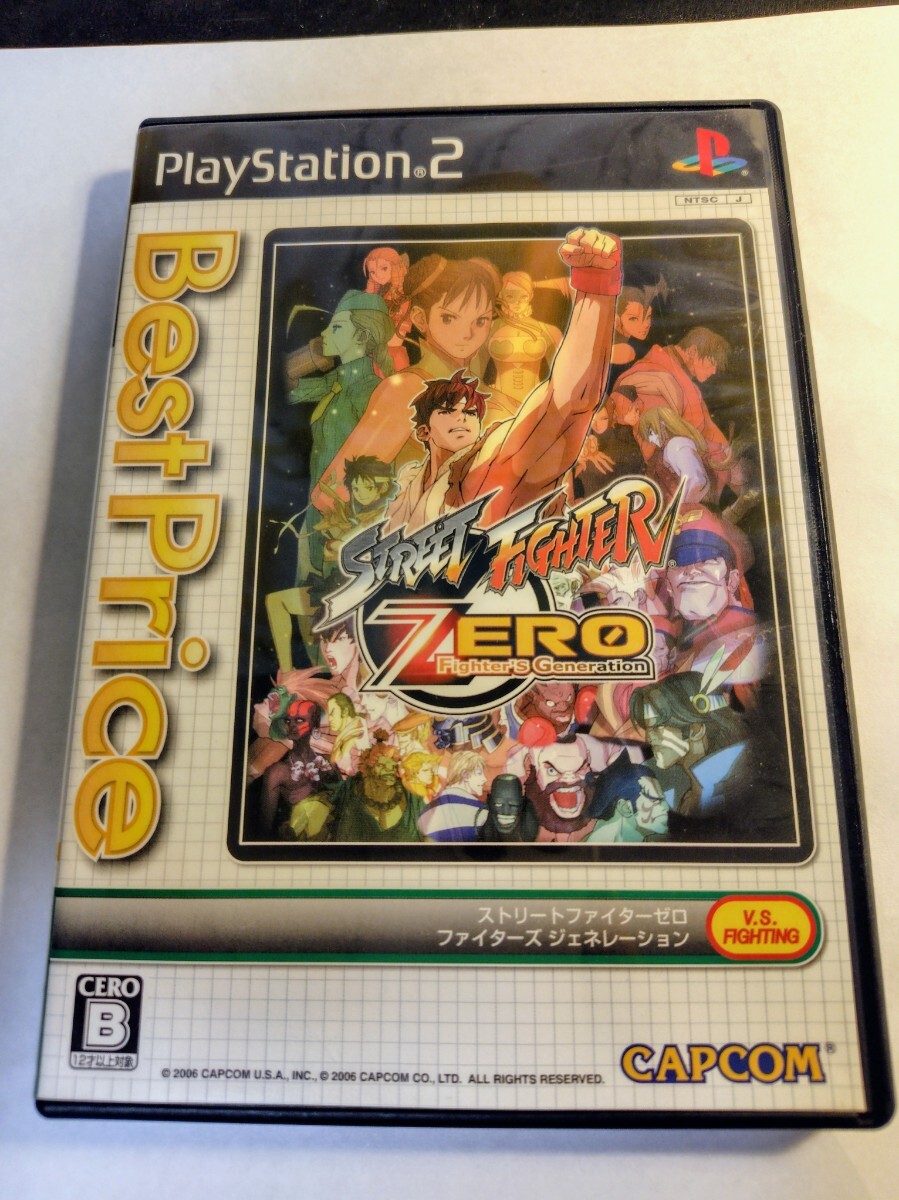 PlayStation®2
NTSC J
Best Price
STREET FIGHTER®
ZERO
Fighter's Generation
ストリートファイターゼロ
ファイターズ ジェネレーション
V.S.
FIGHTING
CERO
B
12才以上対象
© 2006 CAPCOM U.S.A., INC., © 2006 CAPCOM CO., LTD. ALL RIGHTS RESERVED.
CAPCOM®